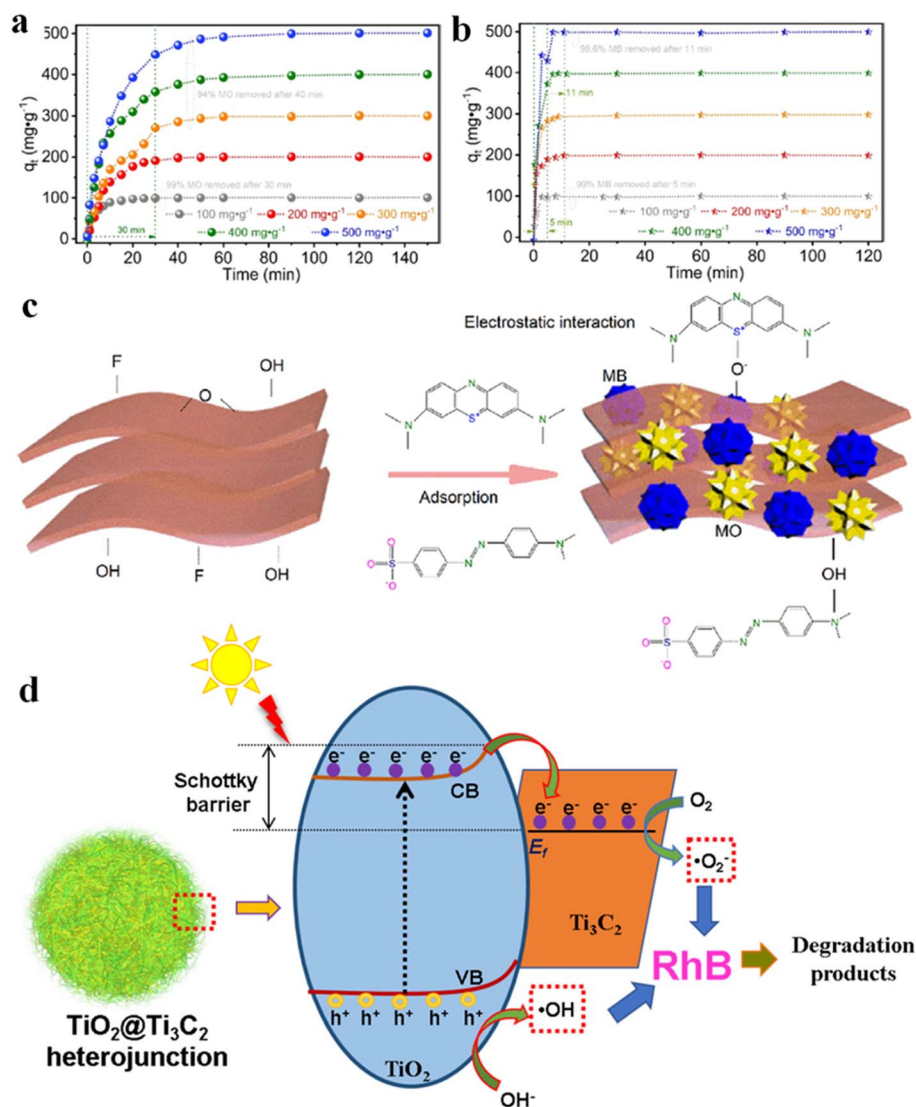 a
500
400
300
200
100
0
qt (mg•g-1)
94% MO removed after 40 min
99% MO removed after 30 min
100 mg•g-1 200 mg•g-1 300 mg•g-1
400 mg•g-1 500 mg•g-1
30 min
0 20 40 60 80 100 120 140
Time (min)
b
500
400
300
200
100
0
qt (mg•g-1)
98.6% MB removed after 11 min
11 min
99% MB removed after 5 min
100 mg•g-1 200 mg•g-1 300 mg•g-1
400 mg•g-1 500 mg•g-1
5 min
0 20 40 60 80 100 120
Time (min)
c
F
O
OH
OH
F
OH
N
N
S+
N
Adsorption
O
O
S
O-
N
N
N
Electrostatic interaction
N
N
S+
N
O-
MB
MO
OH
O
O
S
O-
N
N
N
d
Schottky
barrier
e- e- e- e- e-
CB
e- e- e- e-
Ef
O2
•O2-
Ti3C2
RhB
Degradation
products
VB
h+ h+ h+ h+ h+
•OH
TiO2
OH-
TiO2@Ti3C2
heterojunction